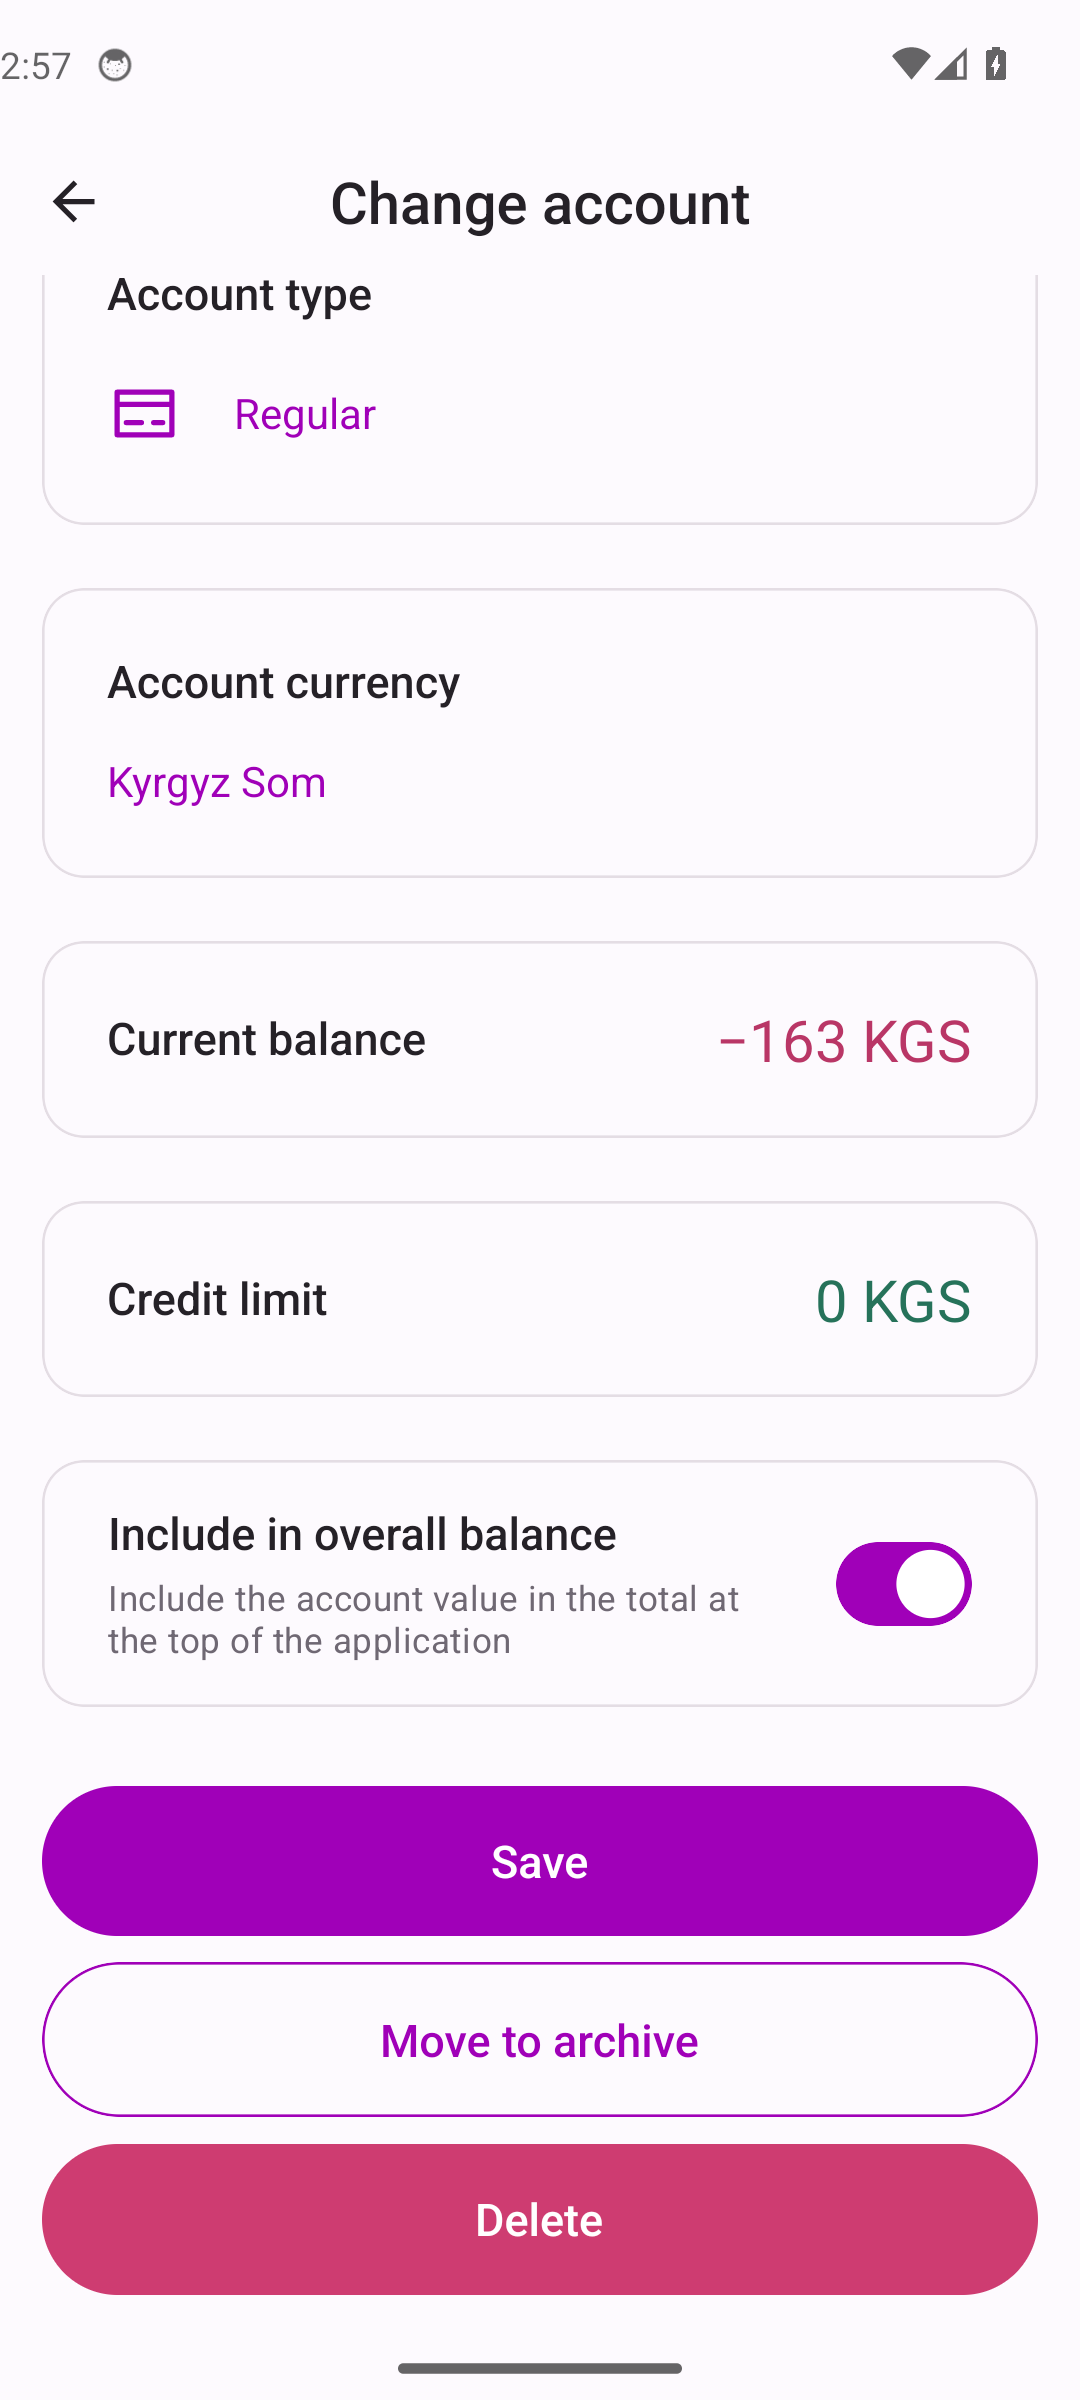 2:57
Change account
Account type
Regular
Account currency
Kyrgyz Som
Current balance
−163 KGS
Credit limit
0 KGS
Include in overall balance
Include the account value in the total at
the top of the application
Save
Move to archive
Delete